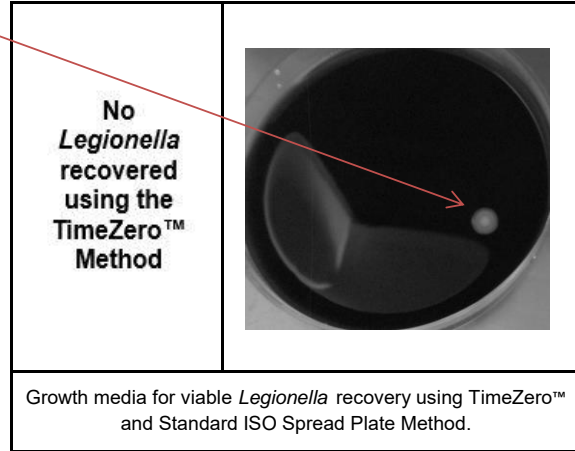 No
Legionella
recovered
using the
TimeZero™
Method
Growth media for viable Legionella recovery using TimeZero™
and Standard ISO Spread Plate Method.